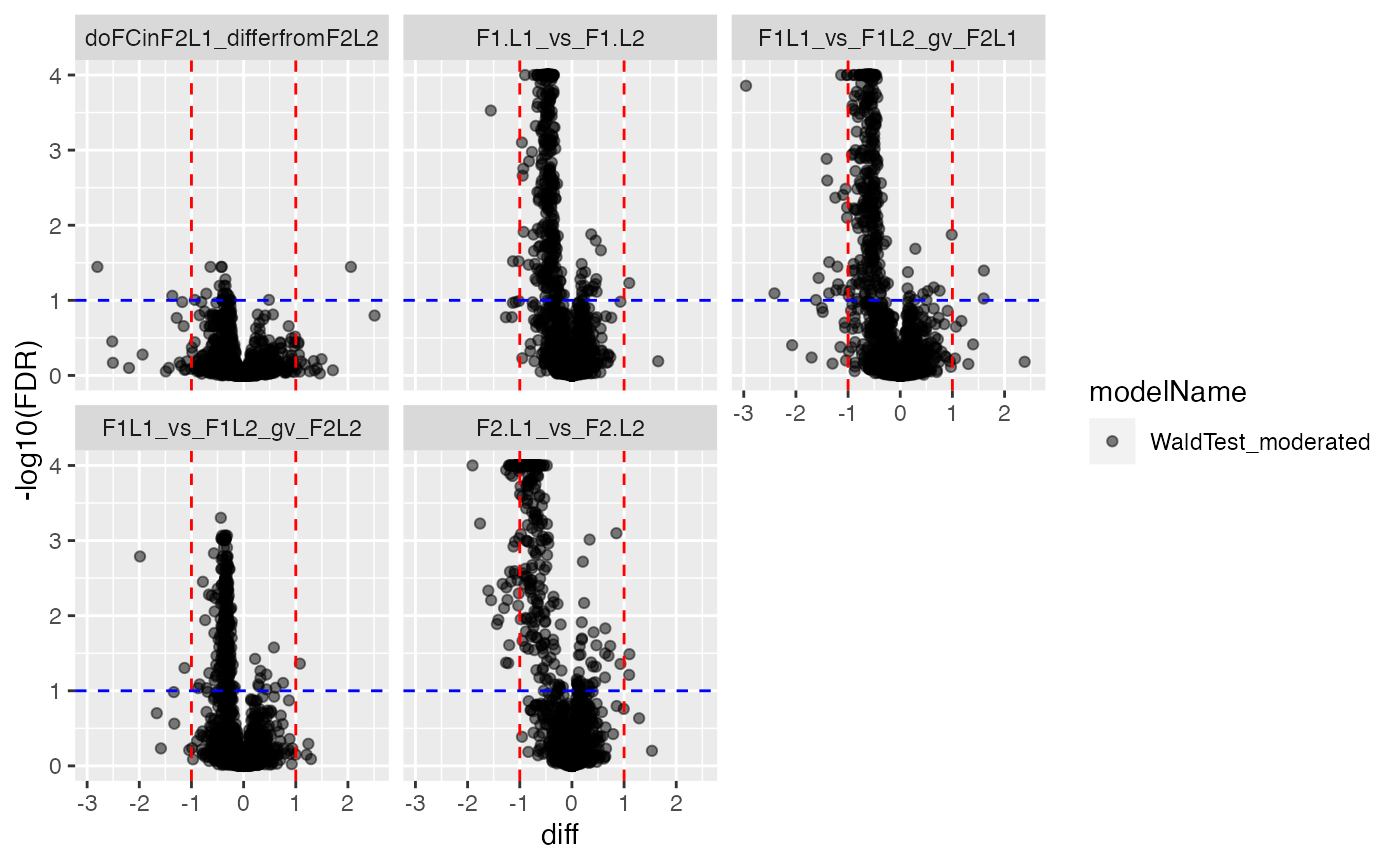 doFCinF2L1_differfromF2L2
F1.L1_vs_F1.L2
F1L1_vs_F1L2_gv_F2L1
4
3
2
1
0
-3 -2 -1 0 1 2
F1L1_vs_F1L2_gv_F2L2
F2.L1_vs_F2.L2
4
3
2
1
0
-3 -2 -1 0 1 2
-3 -2 -1 0 1 2
diff
-log10(FDR)
modelName
WaldTest_moderated